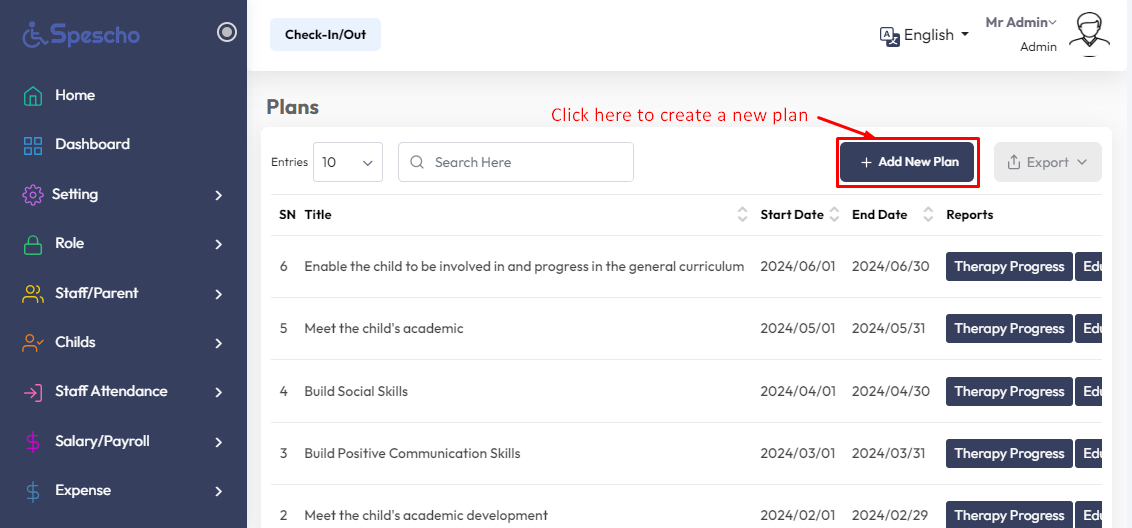 Spescho
Check-In/Out
English
Mr Admin
Admin
Home
Dashboard
Setting
Role
Staff/Parent
Childs
Staff Attendance
Salary/Payroll
Expense
Plans
Click here to create a new plan
Entries 10 Search Here + Add New Plan Export
SN Title Start Date End Date Reports
6 Enable the child to be involved in and progress in the general curriculum 2024/06/01 2024/06/30 Therapy Progress Edu
5 Meet the child's academic 2024/05/01 2024/05/31 Therapy Progress Edu
4 Build Social Skills 2024/04/01 2024/04/30 Therapy Progress Edu
3 Build Positive Communication Skills 2024/03/01 2024/03/31 Therapy Progress Edu
2 Meet the child's academic development 2024/02/01 2024/02/29 Therapy Progress Edu